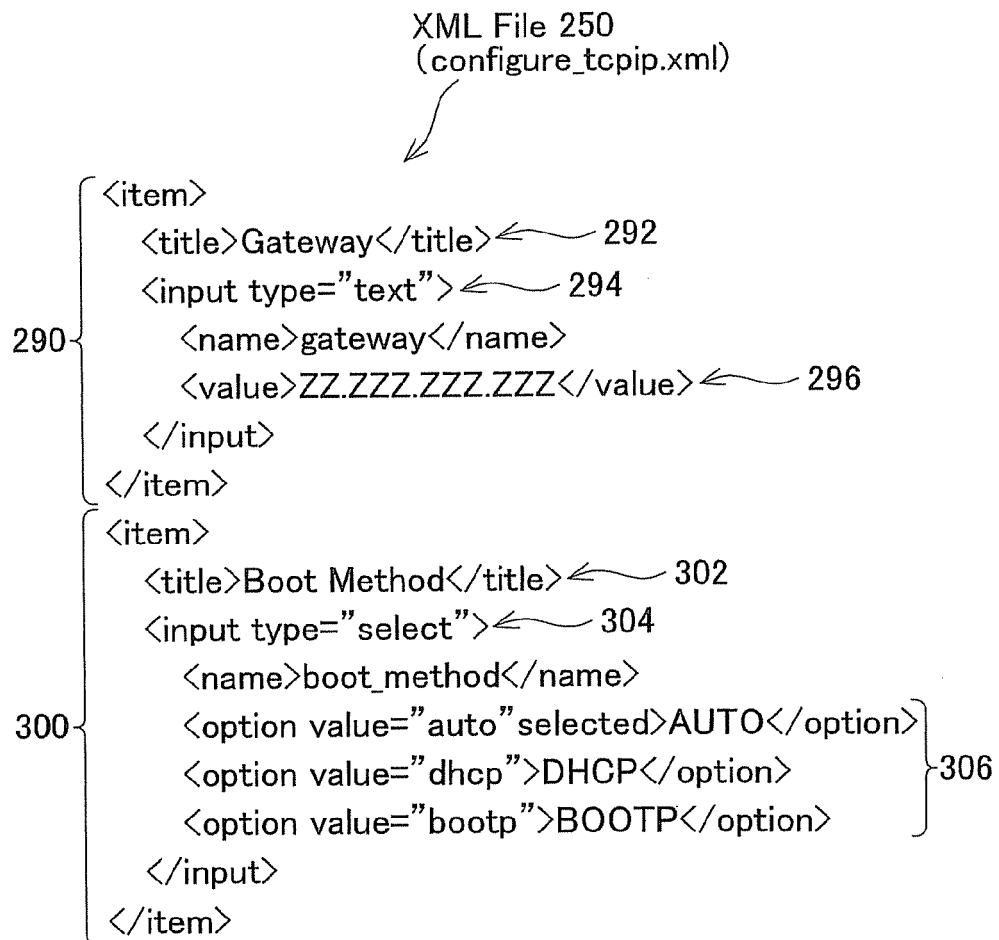 XML File 250
(configure_tcpip.xml)
<item>
<title>Gateway</title> 292
<input type="text"> 294
290
<name>gateway</name>
<value>ZZ.ZZZ.ZZZ.ZZZ</value> 296
</input>
</item>
<item>
<title>Boot Method</title> 302
<input type="select"> 304
<name>boot_method</name>
300
<option value="auto"selected>AUTO</option>
<option value="dhcp">DHCP</option> 306
<option value="bootp">BOOTP</option>
</input>
</item>